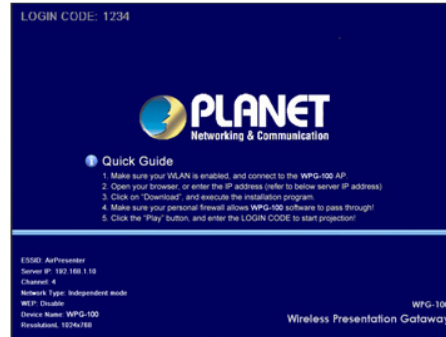 LOGIN CODE: 1234
PLANET
Networking & Communication
Quick Guide
1. Make sure your WLAN is enabled, and connect to the WPG-100 AP.
2. Open your browser, or enter the IP address (refer to below server IP address)
3. Click on "Download", and execute the installation program.
4. Make sure your personal firewall allows WPG-100 software to pass through!
5. Click the "Play" button, and enter the LOGIN CODE to start projection!
ESSID: AirPresenter
Server IP: 192.168.1.10
Channel: 4
Network Type: Independent mode
WEP: Disable
Device Name: WPG-100
Resolution\ 1024x768
WPG-100
Wireless Presentation Gataway